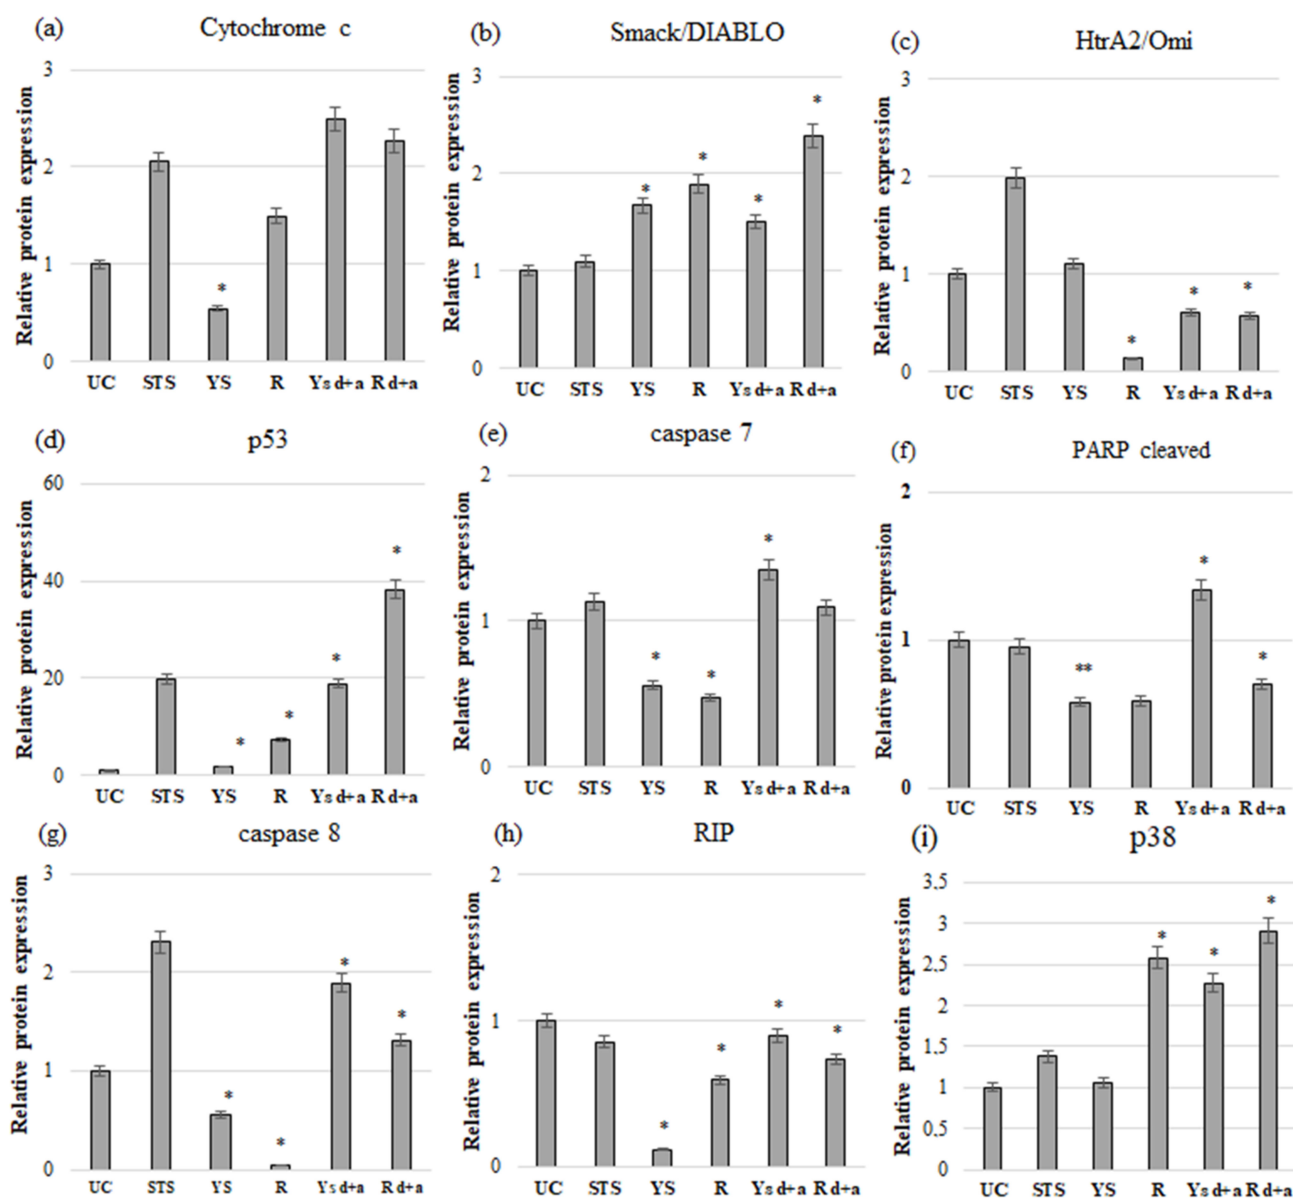 (a) Cytochrome c
Relative protein expression
3
2
1
0
*
UC STS YS R Ys d+a R d+a
(b) Smack/DIABLO
Relative protein expression
3
2
1
0
* * * *
UC STS YS R Ys d+a R d+a
(c) HtrA2/Omi
Relative protein expression
3
2
1
0
* * *
UC STS YS R Ys d+a R d+a
(d) p53
Relative protein expression
60
40
20
0
* * * *
UC STS YS R Ys d+a R d+a
(e) caspase 7
Relative protein expression
2
1
0
* * *
UC STS YS R Ys d+a R d+a
(f) PARP cleaved
Relative protein expression
2
1
0
** * *
UC STS YS R Ys d+a R d+a
(g) caspase 8
Relative protein expression
3
2
1
0
* * * *
UC STS YS R Ys d+a R d+a
(h) RIP
Relative protein expression
2
1
0
* * * *
UC STS YS R Ys d+a R d+a
(i) p38
Relative protein expression
3.5
3
2.5
2
1.5
1
0.5
0
* * *
UC STS YS R Ys d+a R d+a